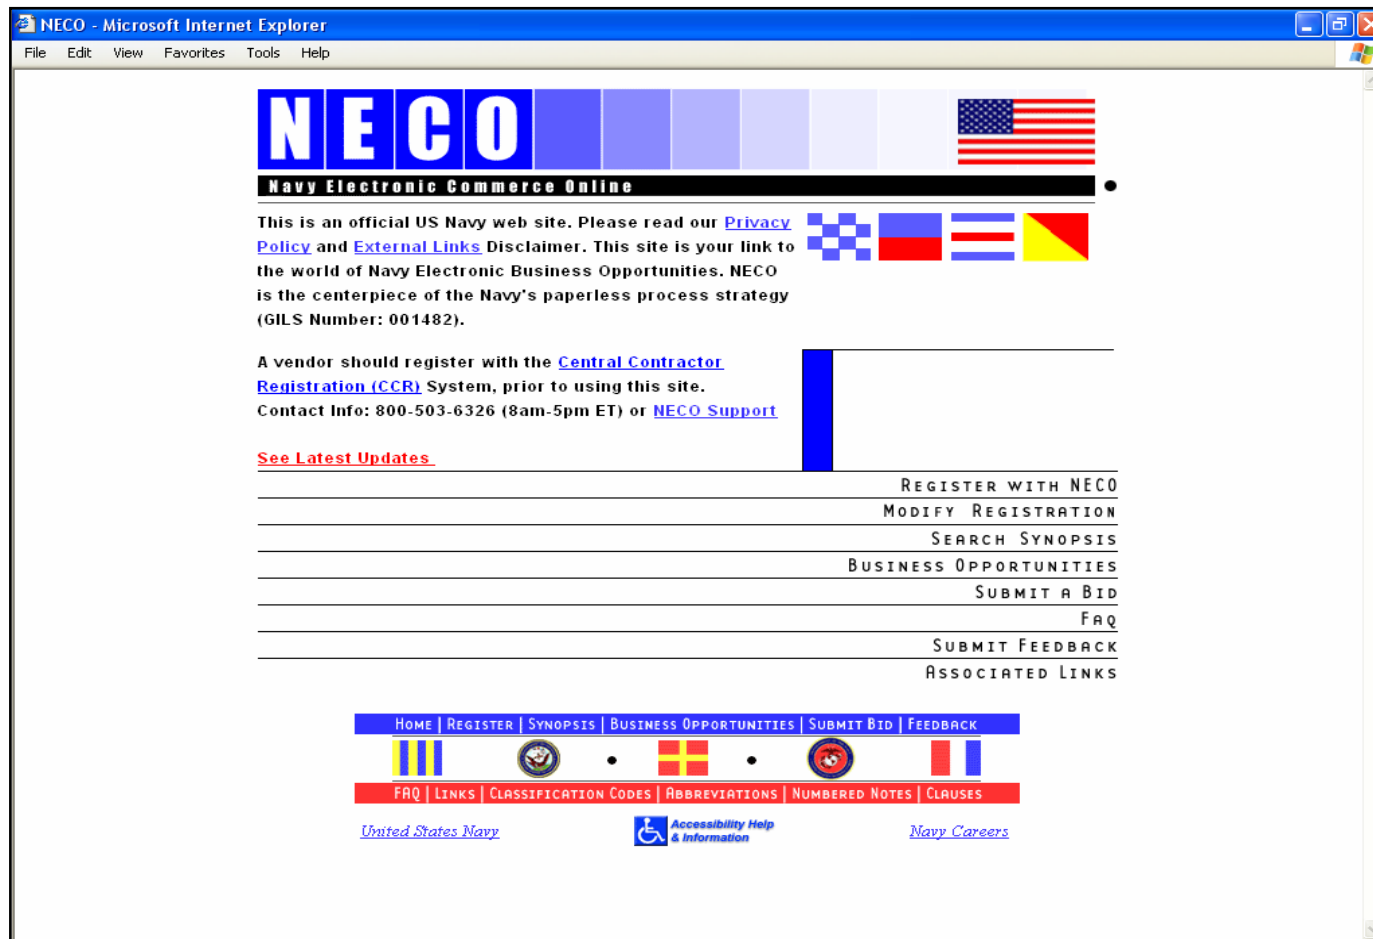 NECO - Microsoft Internet Explorer
File Edit View Favorites Tools Help
NECO
Navy Electronic Commerce Online
This is an official US Navy web site. Please read our Privacy
Policy and External Links Disclaimer. This site is your link to
the world of Navy Electronic Business Opportunities. NECO
is the centerpiece of the Navy's paperless process strategy
(GILS Number: 001482).
A vendor should register with the Central Contractor
Registration (CCR) System, prior to using this site.
Contact Info: 800-503-6326 (8am-5pm ET) or NECO Support
See Latest Updates
Register with NECO
Modify Registration
Search Synopsis
Business Opportunities
Submit a Bid
Faq
Submit Feedback
Associated Links
Home | Register | Synopsis | Business Opportunities | Submit Bid | Feedback
FAQ | Links | Classification Codes | Abbreviations | Numbered Notes | Clauses
United States Navy
Accessibility Help
& Information
Navy Careers